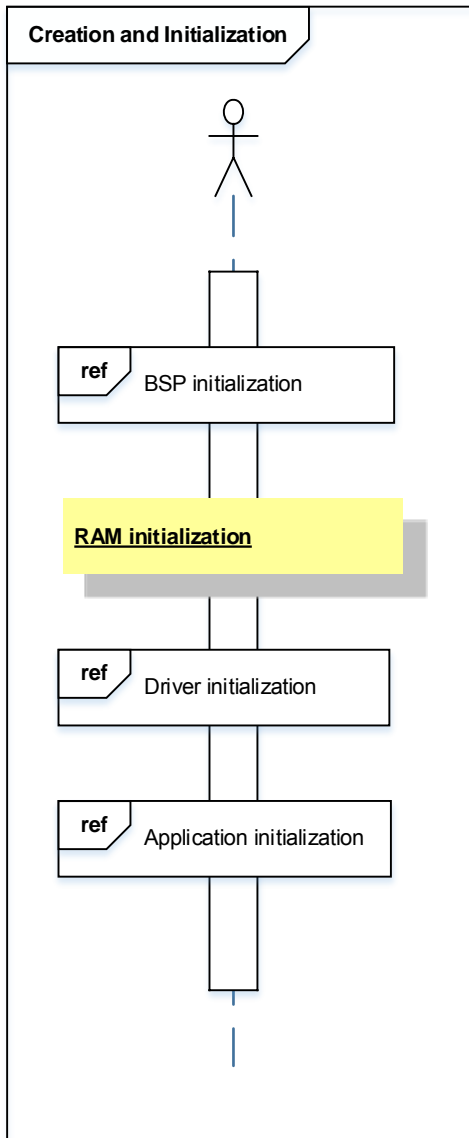 Creation and Initialization
ref
BSP initialization
RAM initialization
ref
Driver initialization
ref
Application initialization